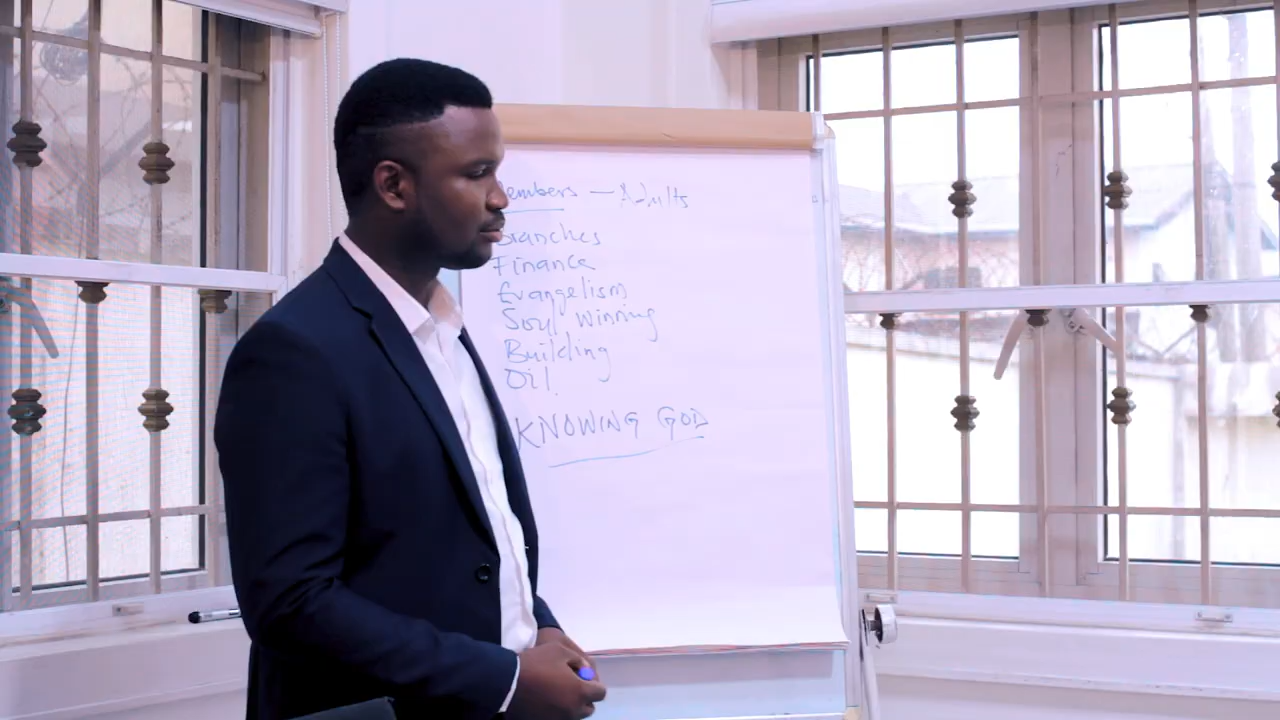 embers — Adults
Branches
Finance
Evangelism
Soul Winning
Building
Oil
KNOWING GOD